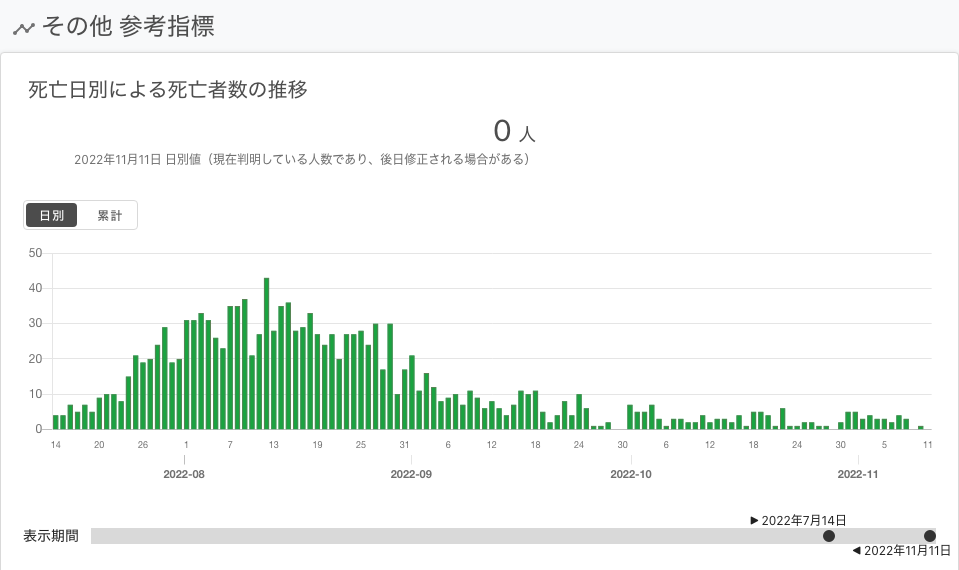 その他 参考指標
死亡日別による死亡者数の推移
0 人
2022年11月11日 日別値（現在判明している人数であり、後日修正される場合がある）
日別 累計
50
40
30
20
10
0
14 20 26 1 7 13 19 25 31 6 12 18 24 30 6 12 18 24 30 5 11
2022-08 2022-09 2022-10 2022-11
▶ 2022年7月14日
表示期間
◀ 2022年11月11日